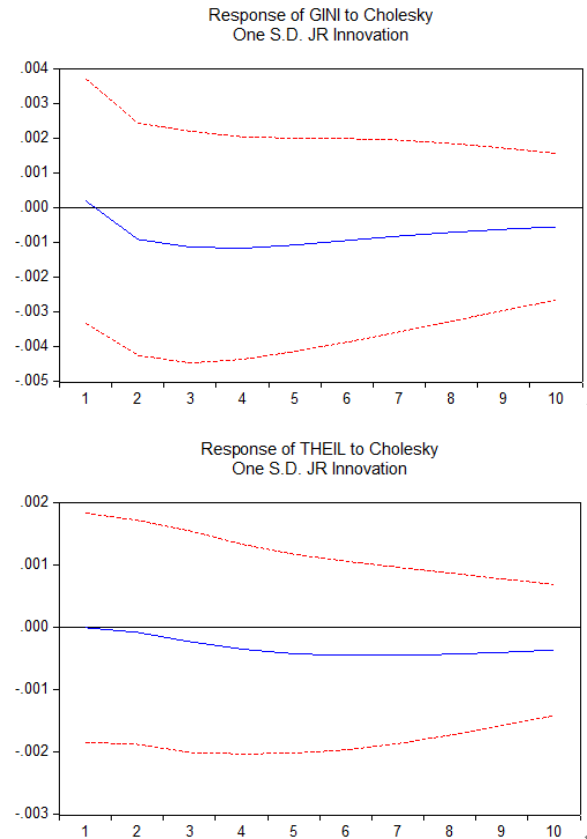 Response of GINI to Cholesky
One S.D. JR Innovation
.004
.003
.002
.001
.000
-.001
-.002
-.003
-.004
-.005
1 2 3 4 5 6 7 8 9 10
Response of THEIL to Cholesky
One S.D. JR Innovation
.002
.001
.000
-.001
-.002
-.003
1 2 3 4 5 6 7 8 9 10